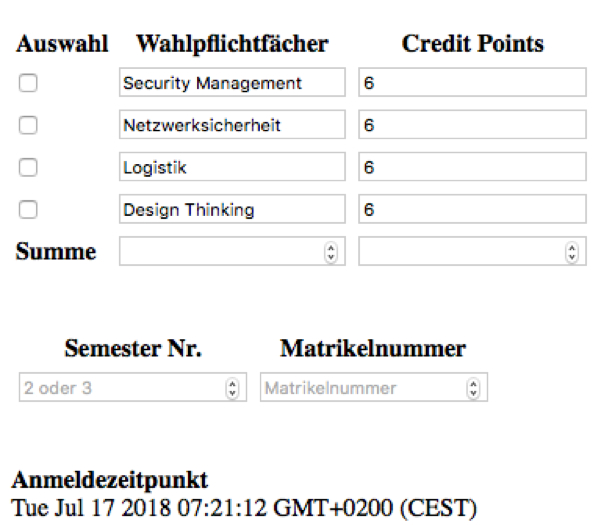 Auswahl Wahlpflichtfächer Credit Points
Security Management 6
Netzwerksicherheit 6
Logistik 6
Design Thinking 6
Summe
Semester Nr. Matrikelnummer
2 oder 3 Matrikelnummer
Anmeldezeitpunkt
Tue Jul 17 2018 07:21:12 GMT+0200 (CEST)